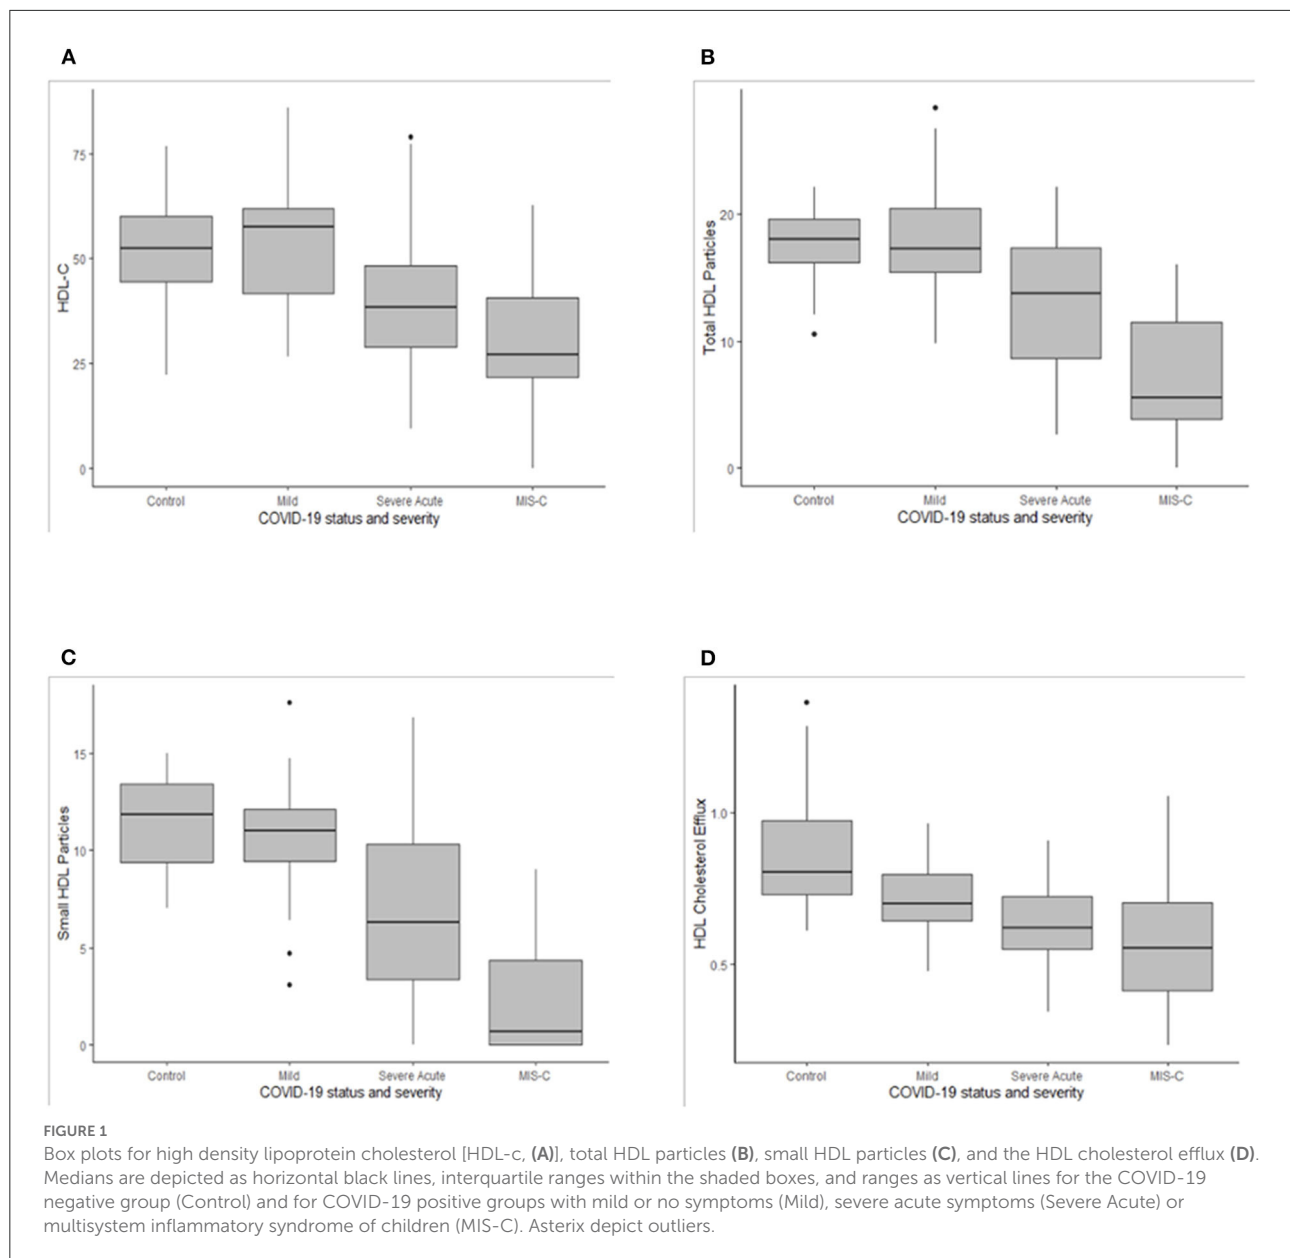 A
HDL-C
75
50
25
0
Control Mild Severe Acute MIS-C
COVID-19 status and severity
B
Total HDL Particles
20
10
0
Control Mild Severe Acute MIS-C
COVID-19 status and severity
C
Small HDL Particles
15
10
5
0
Control Mild Severe Acute MIS-C
COVID-19 status and severity
D
HDL Cholesterol Efflux
1.0
0.5
Control Mild Severe Acute MIS-C
COVID-19 status and severity
FIGURE 1
Box plots for high density lipoprotein cholesterol [HDL-c, (A)], total HDL particles (B), small HDL particles (C), and the HDL cholesterol efflux (D).
Medians are depicted as horizontal black lines, interquartile ranges within the shaded boxes, and ranges as vertical lines for the COVID-19
negative group (Control) and for COVID-19 positive groups with mild or no symptoms (Mild), severe acute symptoms (Severe Acute) or
multisystem inflammatory syndrome of children (MIS-C). Asterix depict outliers.